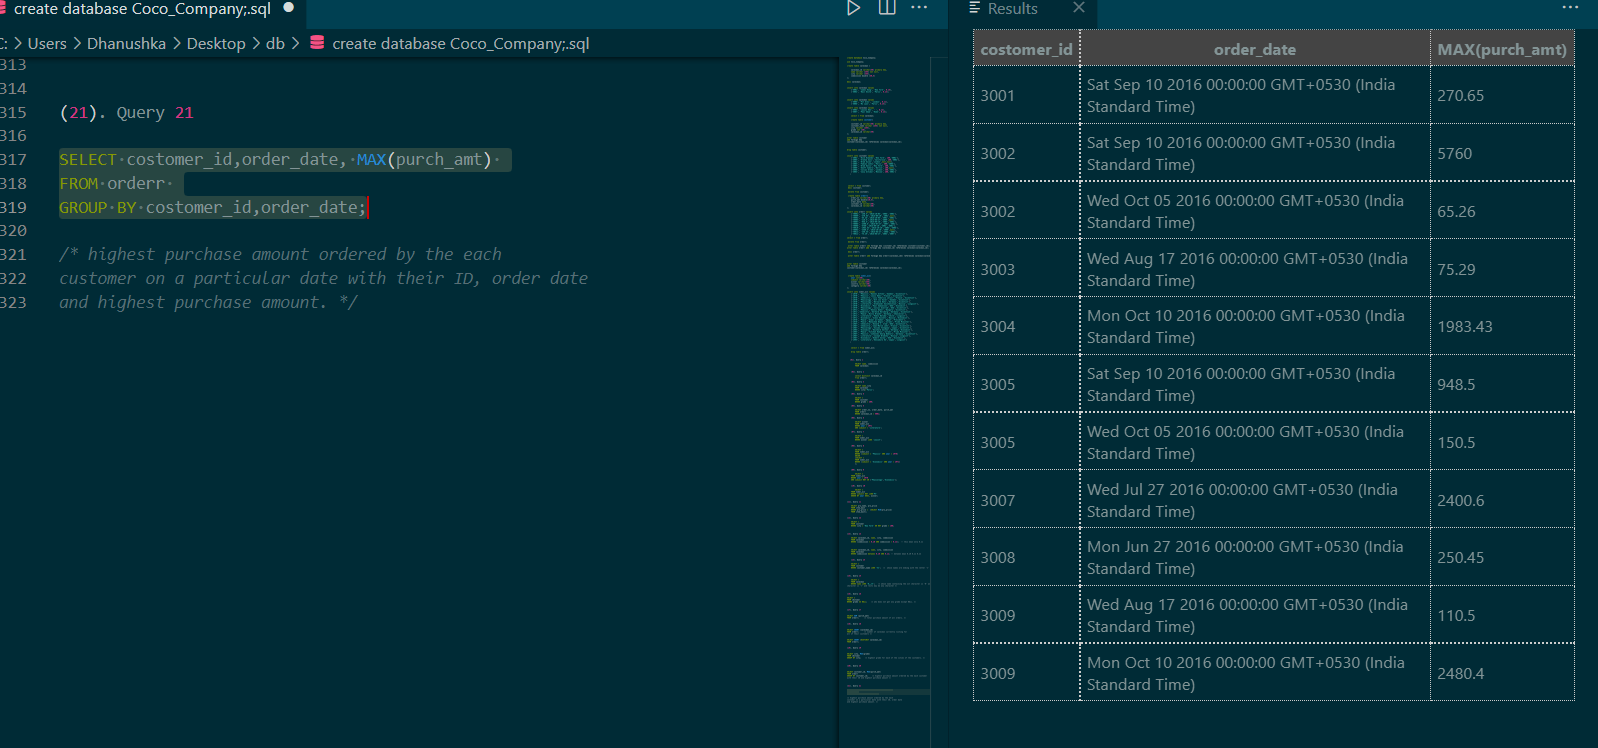 create database Coco_Company;.sql
Results
C: > Users > Dhanushka > Desktop > db > create database Coco_Company;.sql
313
314
315 (21). Query 21
316
317 SELECT costomer_id,order_date, MAX(purch_amt)
318 FROM orderr
319 GROUP BY costomer_id,order_date;
320
321 /* highest purchase amount ordered by the each
322 customer on a particular date with their ID, order date
323 and highest purchase amount. */
costomer_id order_date MAX(purch_amt)
3001 Sat Sep 10 2016 00:00:00 GMT+0530 (India
Standard Time) 270.65
3002 Sat Sep 10 2016 00:00:00 GMT+0530 (India
Standard Time) 5760
3002 Wed Oct 05 2016 00:00:00 GMT+0530 (India
Standard Time) 65.26
3003 Wed Aug 17 2016 00:00:00 GMT+0530 (India
Standard Time) 75.29
3004 Mon Oct 10 2016 00:00:00 GMT+0530 (India
Standard Time) 1983.43
3005 Sat Sep 10 2016 00:00:00 GMT+0530 (India
Standard Time) 948.5
3005 Wed Oct 05 2016 00:00:00 GMT+0530 (India
Standard Time) 150.5
3007 Wed Jul 27 2016 00:00:00 GMT+0530 (India
Standard Time) 2400.6
3008 Mon Jun 27 2016 00:00:00 GMT+0530 (India
Standard Time) 250.45
3009 Wed Aug 17 2016 00:00:00 GMT+0530 (India
Standard Time) 110.5
3009 Mon Oct 10 2016 00:00:00 GMT+0530 (India
Standard Time) 2480.4